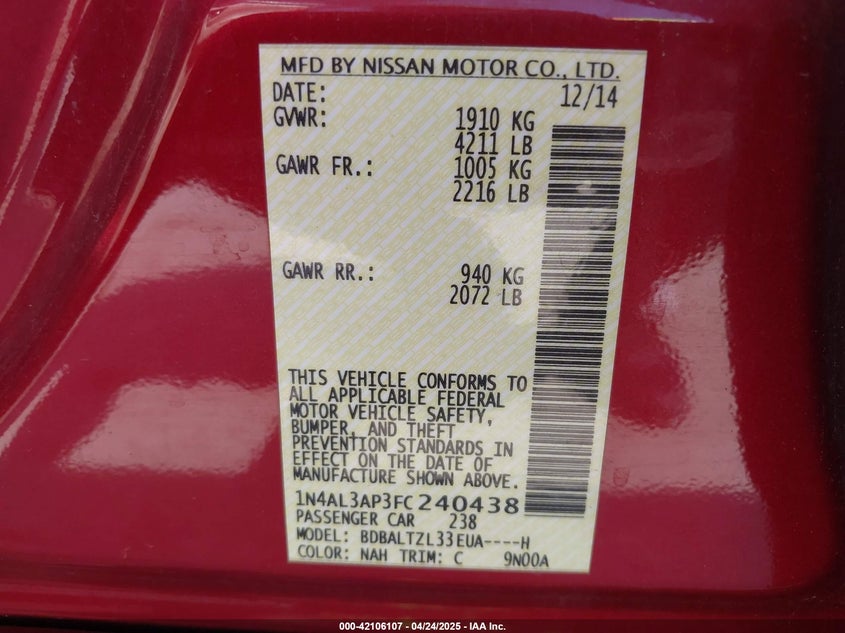 MFD BY NISSAN MOTOR CO., LTD.
DATE: 12/14
GVWR: 1910 KG
4211 LB
GAWR FR.: 1005 KG
2216 LB
GAWR RR.: 940 KG
2072 LB
THIS VEHICLE CONFORMS TO
ALL APPLICABLE FEDERAL
MOTOR VEHICLE SAFETY,
BUMPER, AND THEFT
PREVENTION STANDARDS IN
EFFECT ON THE DATE OF
MANUFACTURE SHOWN ABOVE.
1N4AL3AP3FC240438
PASSENGER CAR 238
MODEL: BDBALTZL33EUA----H
COLOR: NAH TRIM: C 9N00A
000-42106107 - 04/24/2025 - IAA Inc.